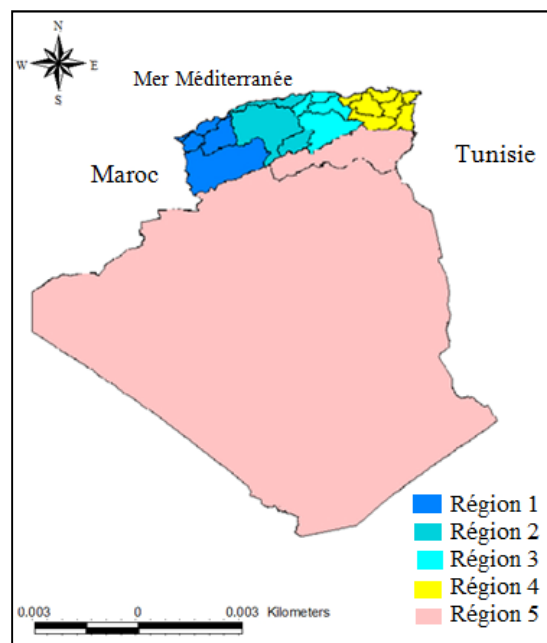 N
W E
S
Mer Méditerranée
Maroc
Tunisie
Région 1
Région 2
Région 3
Région 4
Région 5
0.003 0 0.003 Kilometers